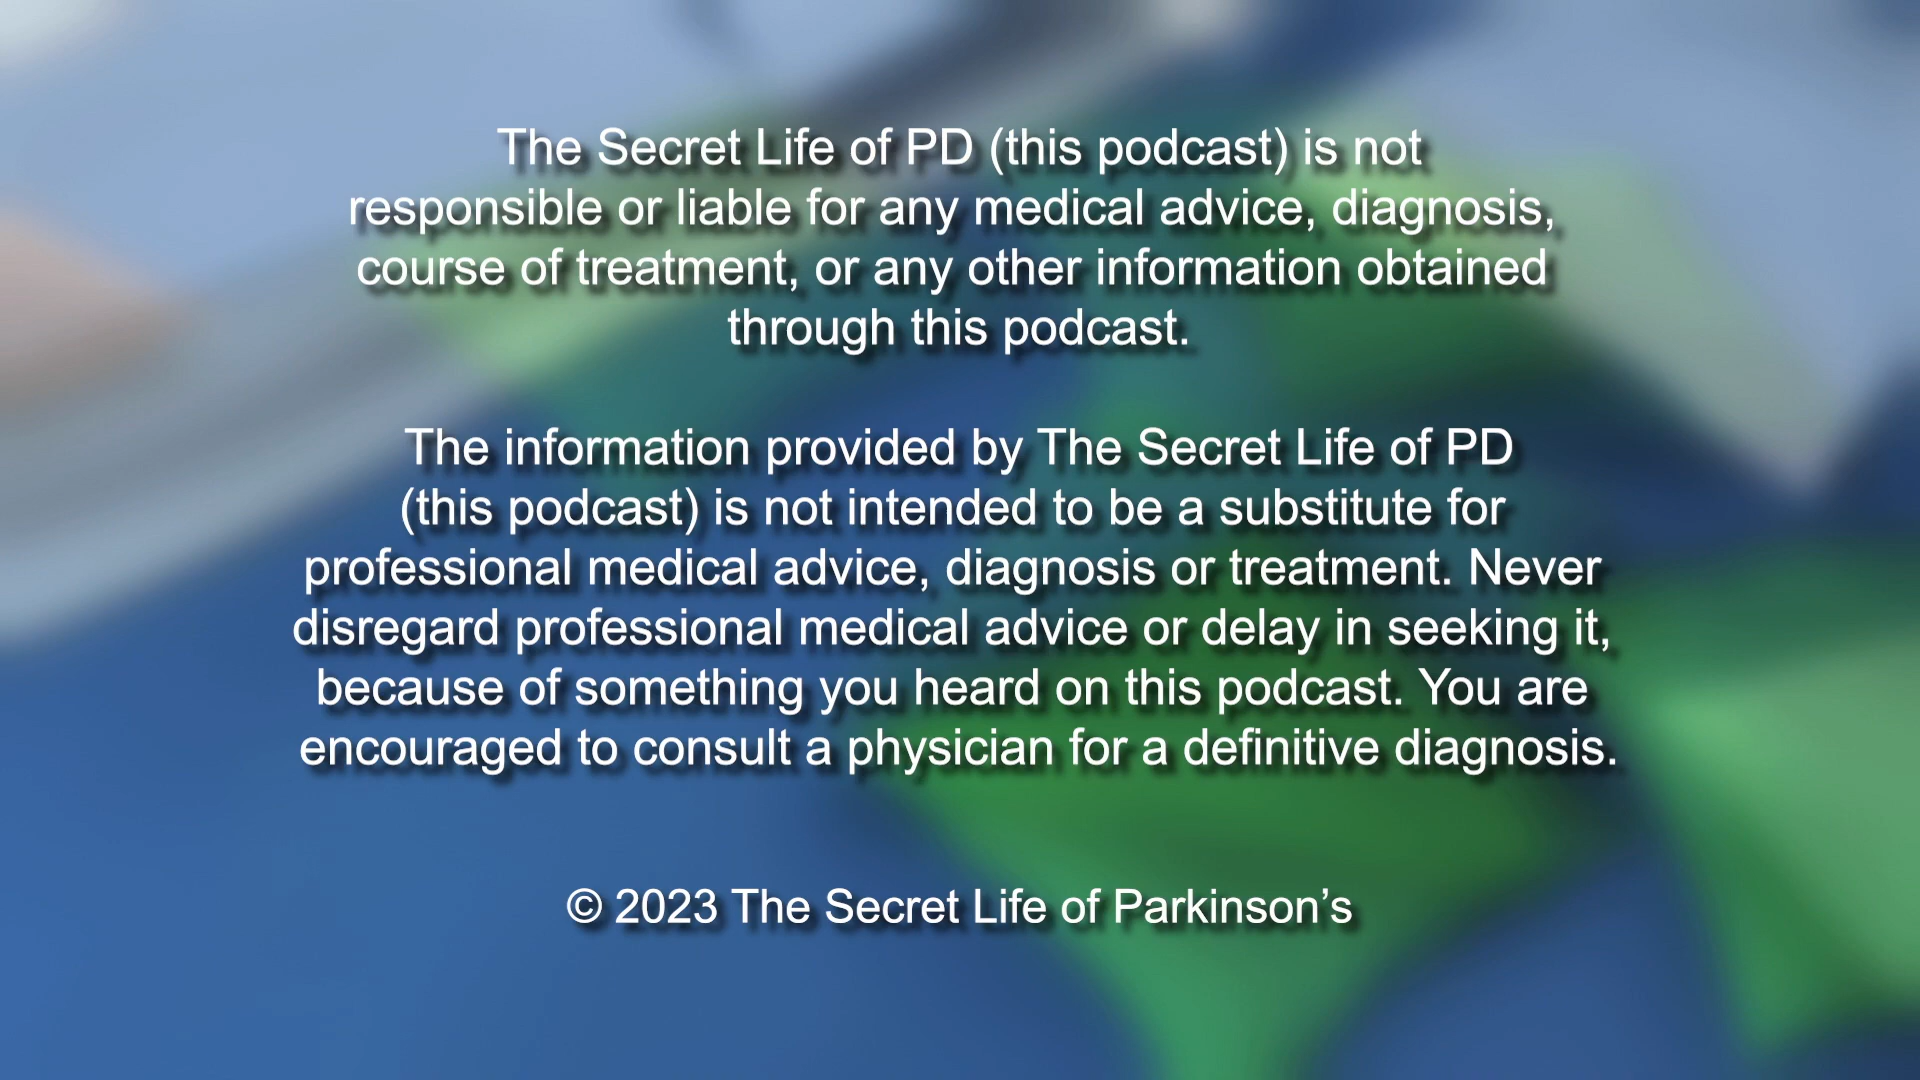 The Secret Life of PD (this podcast) is not
responsible or liable for any medical advice, diagnosis,
course of treatment, or any other information obtained
through this podcast.
The information provided by The Secret Life of PD
(this podcast) is not intended to be a substitute for
professional medical advice, diagnosis or treatment. Never
disregard professional medical advice or delay in seeking it,
because of something you heard on this podcast. You are
encouraged to consult a physician for a definitive diagnosis.
© 2023 The Secret Life of Parkinson’s